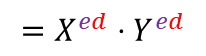 = X^{ed} · Y^{ed}